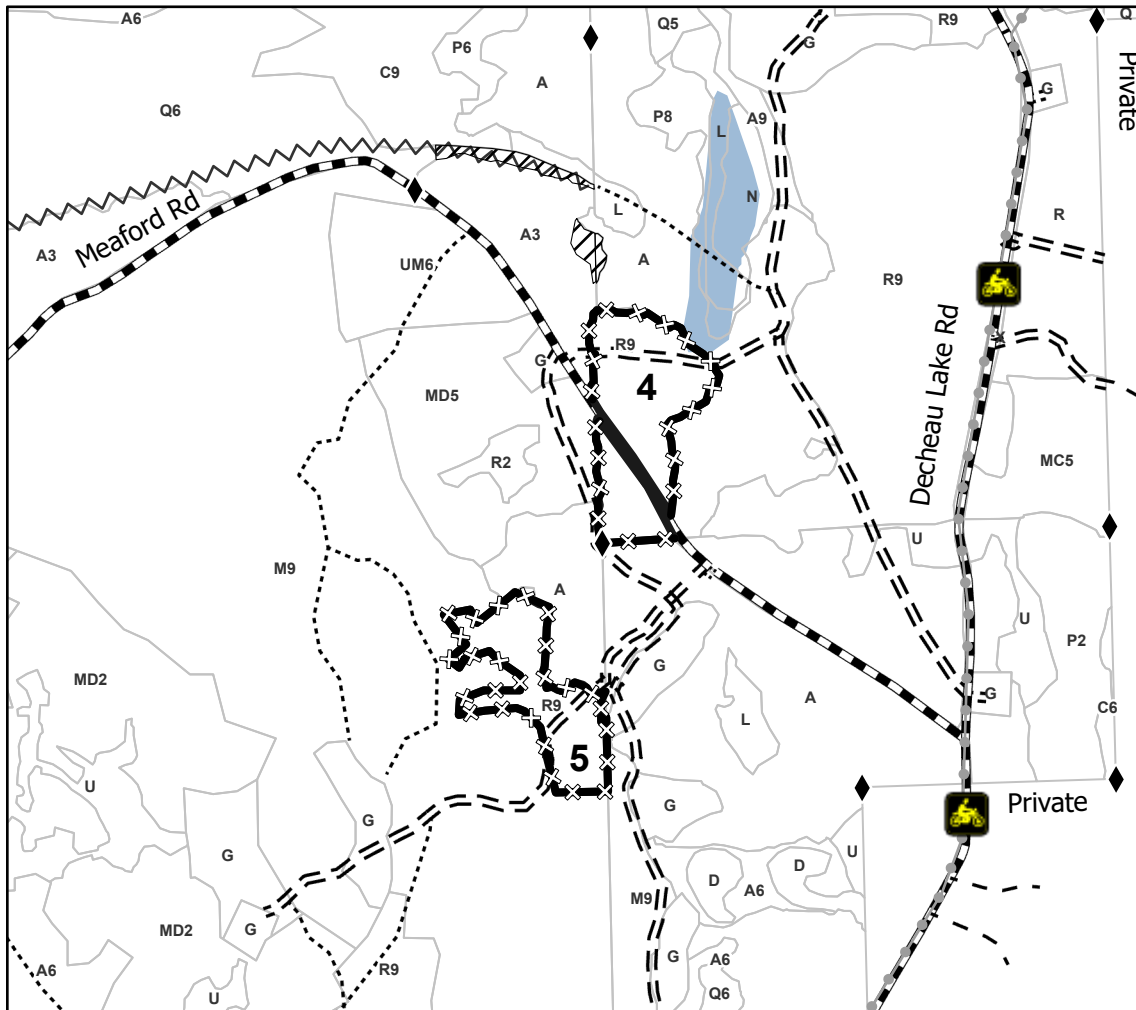 A6
Q5
R9
Q
P6
G
C9
A
Private
G
Q6
P8
A9
L
N
R
L
Meaford Rd
A3
A3
A
UM6
R9
Decheau Lake Rd
R9
G
4
MD5
R2
MC5
U
M9
A
U
P2
G
MD2
A
G
R9
C6
L
5
U
G
Private
G
G
U
D
D
A6
M9
G
MD2
G
A6
R9
A6
Q6
U